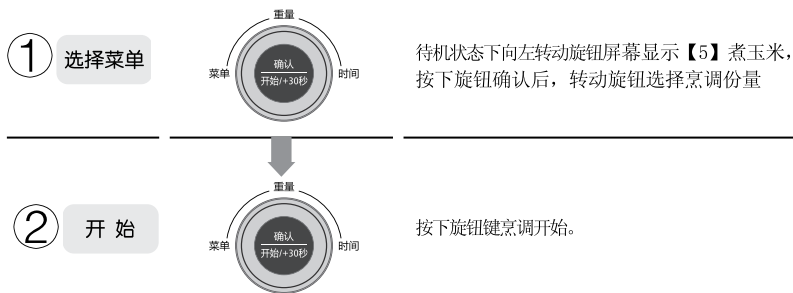 ① 选择菜单
重量
菜单
时间
确认
开始/+30秒
待机状态下向左转动旋钮屏幕显示【5】煮玉米，
按下旋钮确认后，转动旋钮选择烹调份量
② 开 始
重量
菜单
时间
确认
开始/+30秒
按下旋钮键烹调开始。